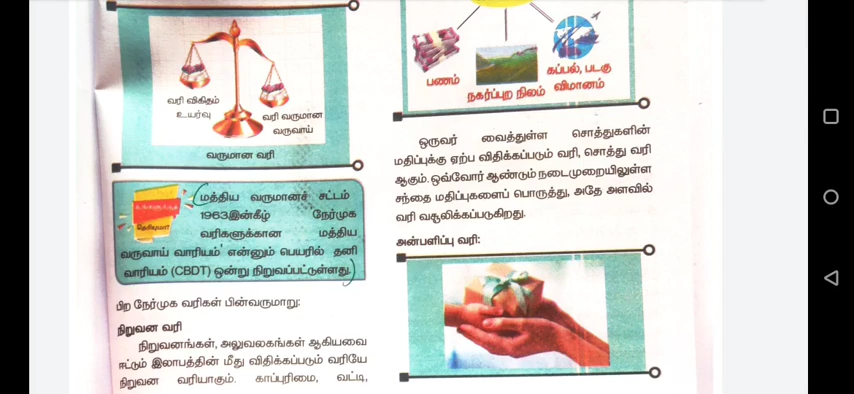 வரி விகிதம்
உயர்வு
வரி வருமான
வருவாய்
வருமான வரி
உங்களுக்குத்
தெரியுமா?
மத்திய வருமானச் சட்டம்
1963இன்கீழ் நேர்முக
வரிகளுக்கான மத்திய
வருவாய் வாரியம்' என்னும் பெயரில் தனி
வாரியம் (CBDT) ஒன்று நிறுவப்பட்டுள்ளது.
பிற நேர்முக வரிகள் பின்வருமாறு:
நிறுவன வரி
நிறுவனங்கள், அலுவலகங்கள் ஆகியவை
ஈட்டும் இலாபத்தின் மீது விதிக்கப்படும் வரியே
நிறுவன வரியாகும். காப்புரிமை, வட்டி,
பணம்
நகர்ப்புற நிலம்
கப்பல், படகு
விமானம்
ஒருவர் வைத்துள்ள சொத்துகளின்
மதிப்புக்கு ஏற்ப விதிக்கப்படும் வரி, சொத்து வரி
ஆகும். ஒவ்வோர் ஆண்டும் நடைமுறையிலுள்ள
சந்தை மதிப்புகளைப் பொருத்து, அதே அளவில்
வரி வசூலிக்கப்படுகிறது.
அன்பளிப்பு வரி: